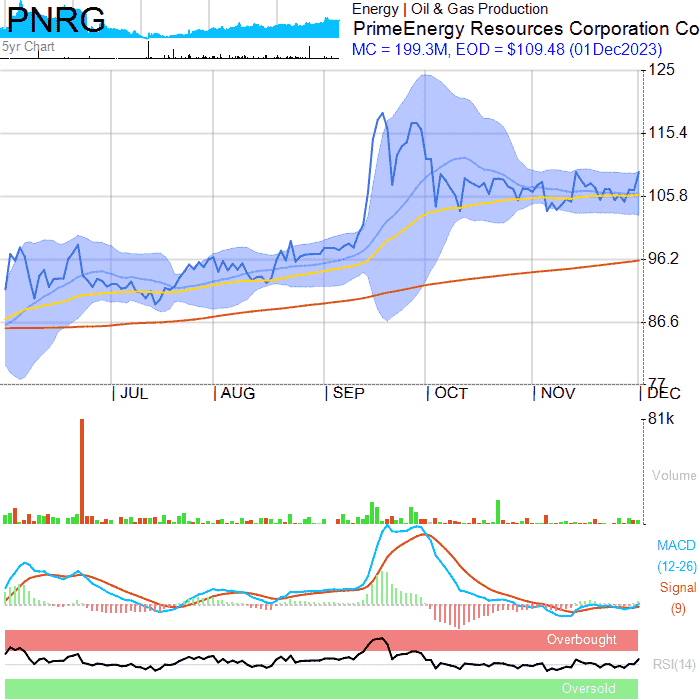 PNRG
5yr Chart
Energy | Oil & Gas Production
PrimeEnergy Resources Corporation Co
MC = 199.3M, EOD = $109.48 (01Dec2023)
125
115.4
105.8
96.2
86.6
77
JUL
AUG
SEP
OCT
NOV
DEC
81k
Volume
MACD
(12-26)
Signal
(9)
Overbought
RSI(14)
Oversold